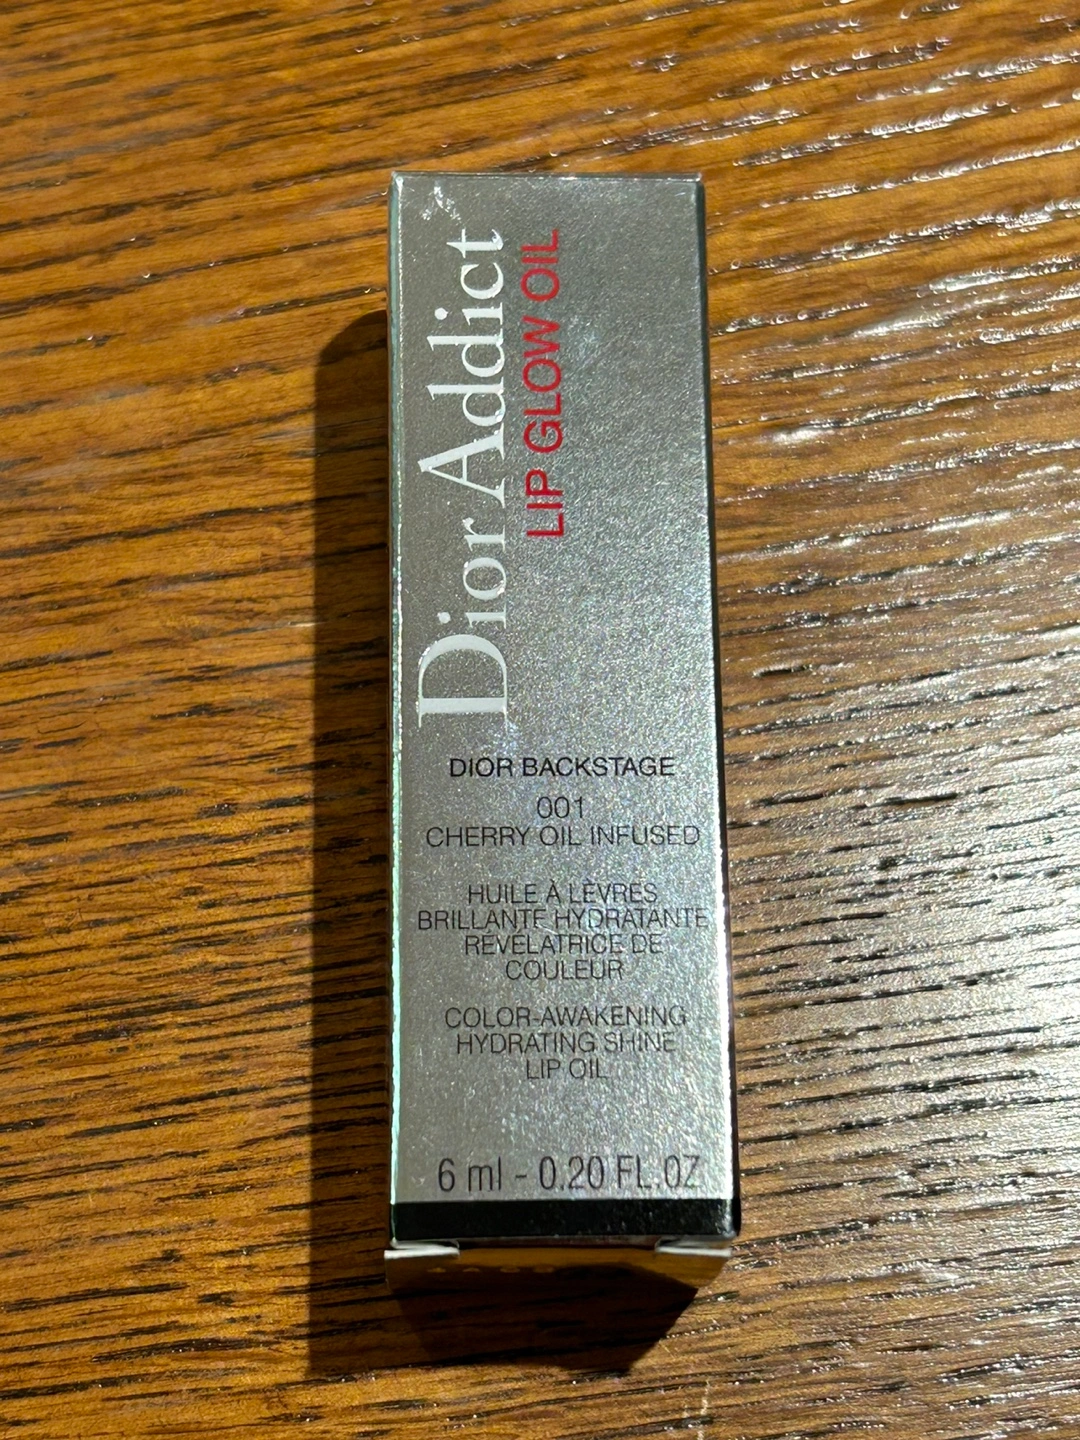 Dior Addict
LIP GLOW OIL
DIOR BACKSTAGE
001
CHERRY OIL INFUSED
HUILE À LÈVRES
BRILLANTE HYDRATANTE
RÉVÉLATRICE DE
COULEUR
COLOR-AWAKENING
HYDRATING SHINE
LIP OIL
6 ml - 0.20 FL.OZ